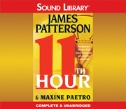 SOUND LIBRARY
JAMES
PATTERSON
11TH
HOUR
& MAXINE PAETRO
COMPLETE & UNABRIDGED